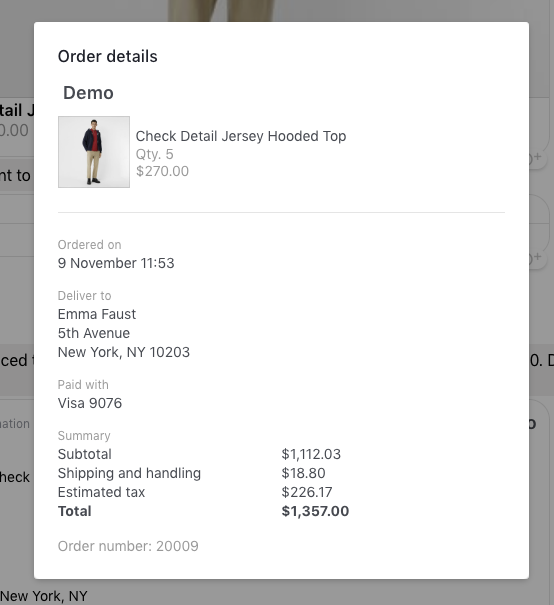 Order details
Demo
Check Detail Jersey Hooded Top
Qty. 5
$270.00
Ordered on
9 November 11:53
Deliver to
Emma Faust
5th Avenue
New York, NY 10203
Paid with
Visa 9076
Summary
Subtotal $1,112.03
Shipping and handling $18.80
Estimated tax $226.17
Total $1,357.00
Order number: 20009
tail J
0.00
nt to
ced
0. D
nation
heck
New York, NY